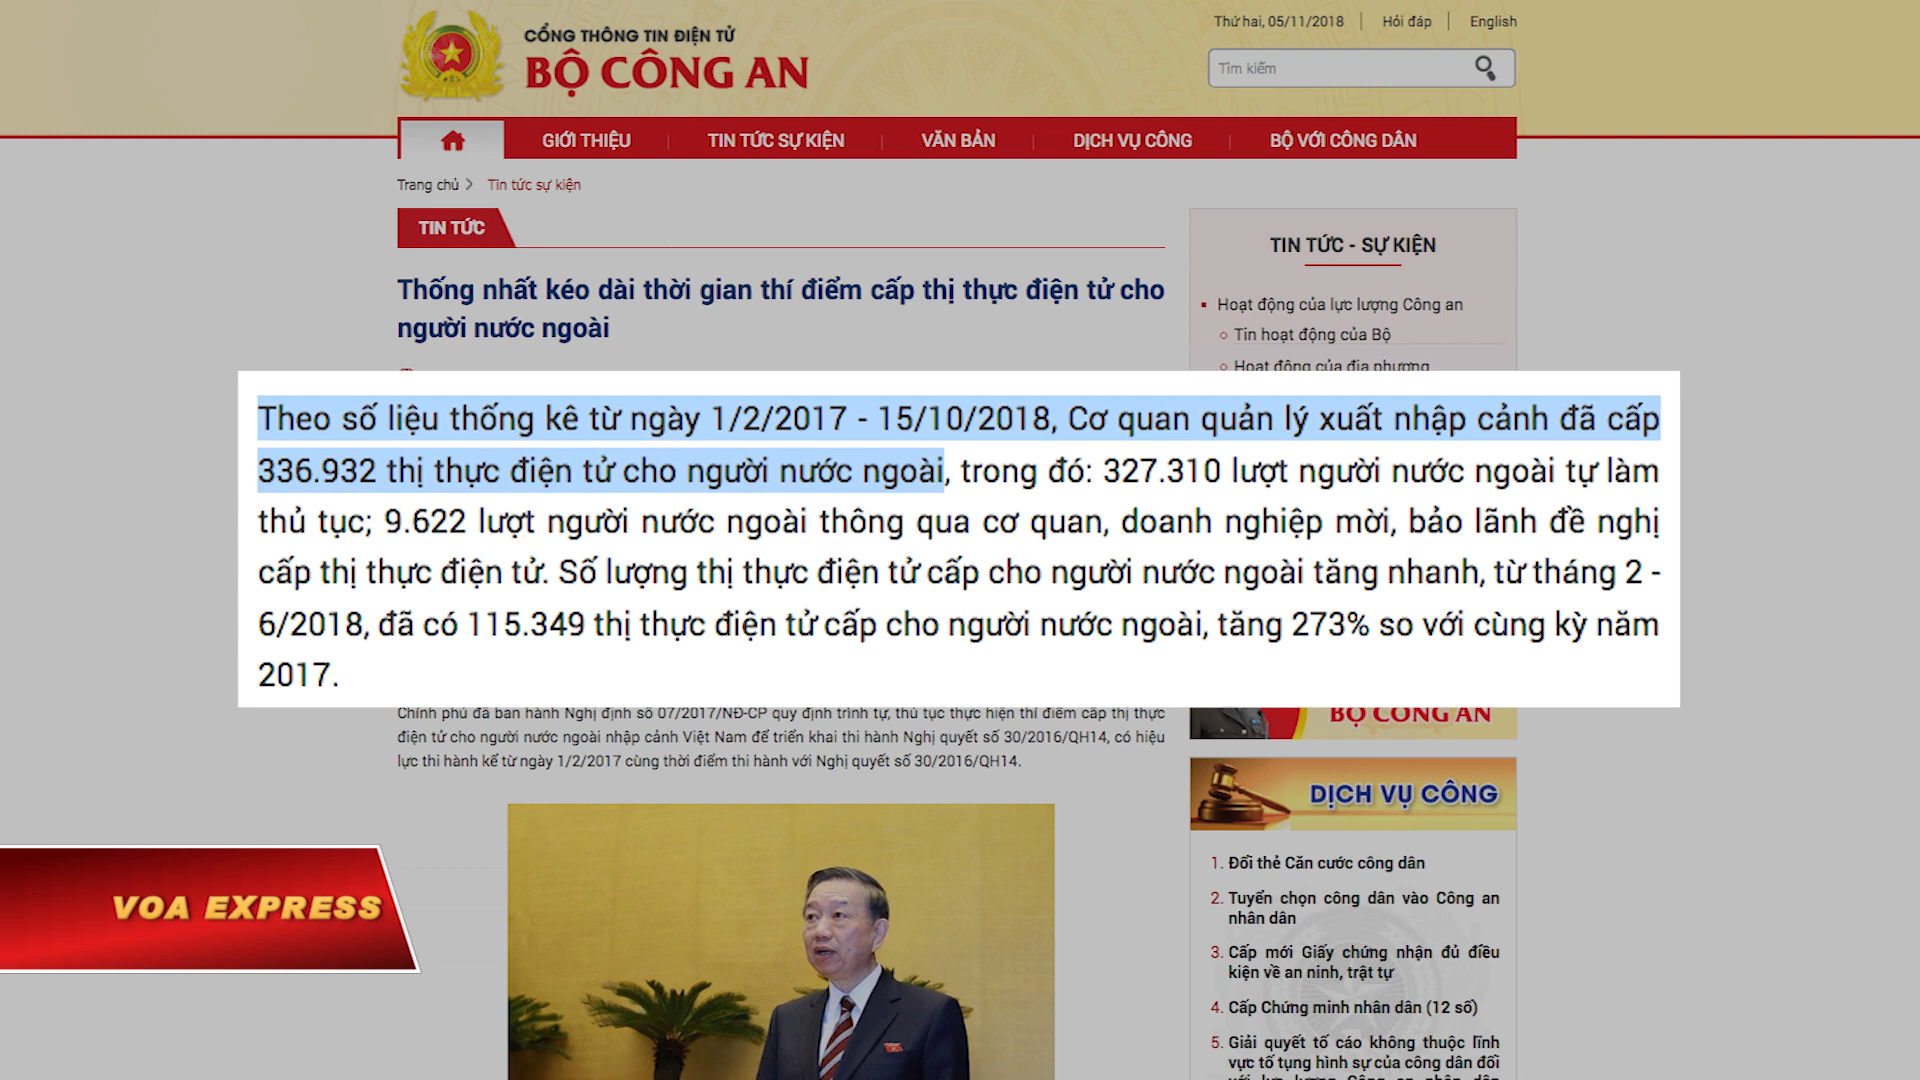 CỔNG THÔNG TIN ĐIỆN TỬ
BỘ CÔNG AN
Thứ hai, 05/11/2018 | Hỏi đáp | English
Tìm kiếm
GIỚI THIỆU | TIN TỨC SỰ KIỆN | VĂN BẢN | DỊCH VỤ CÔNG | BỘ VỚI CÔNG DÂN
Trang chủ > Tin tức sự kiện
TIN TỨC
Thống nhất kéo dài thời gian thí điểm cấp thị thực điện tử cho
người nước ngoài
TIN TỨC - SỰ KIỆN
Hoạt động của lực lượng Công an
Tin hoạt động của Bộ
Hoạt động của địa phương
Theo số liệu thống kê từ ngày 1/2/2017 - 15/10/2018, Cơ quan quản lý xuất nhập cảnh đã cấp
336.932 thị thực điện tử cho người nước ngoài, trong đó: 327.310 lượt người nước ngoài tự làm
thủ tục; 9.622 lượt người nước ngoài thông qua cơ quan, doanh nghiệp mời, bảo lãnh đề nghị
cấp thị thực điện tử. Số lượng thị thực điện tử cấp cho người nước ngoài tăng nhanh, từ tháng 2 -
6/2018, đã có 115.349 thị thực điện tử cấp cho người nước ngoài, tăng 273% so với cùng kỳ năm
2017.
Chính phủ đã ban hành Nghị định số 07/2017/NĐ-CP quy định trình tự, thủ tục thực hiện thí điểm cấp thị thực
điện tử cho người nước ngoài nhập cảnh Việt Nam để triển khai thi hành Nghị quyết số 30/2016/QH14, có hiệu
lực thi hành kể từ ngày 1/2/2017 cùng thời điểm thi hành với Nghị quyết số 30/2016/QH14.
BỘ CÔNG AN
DỊCH VỤ CÔNG
1. Đổi thẻ Căn cước công dân
2. Tuyển chọn công dân vào Công an
nhân dân
3. Cấp mới Giấy chứng nhận đủ điều
kiện về an ninh, trật tự
4. Cấp Chứng minh nhân dân (12 số)
5. Giải quyết tố cáo không thuộc lĩnh
vực tố tụng hình sự của công dân đối
VOA EXPRESS